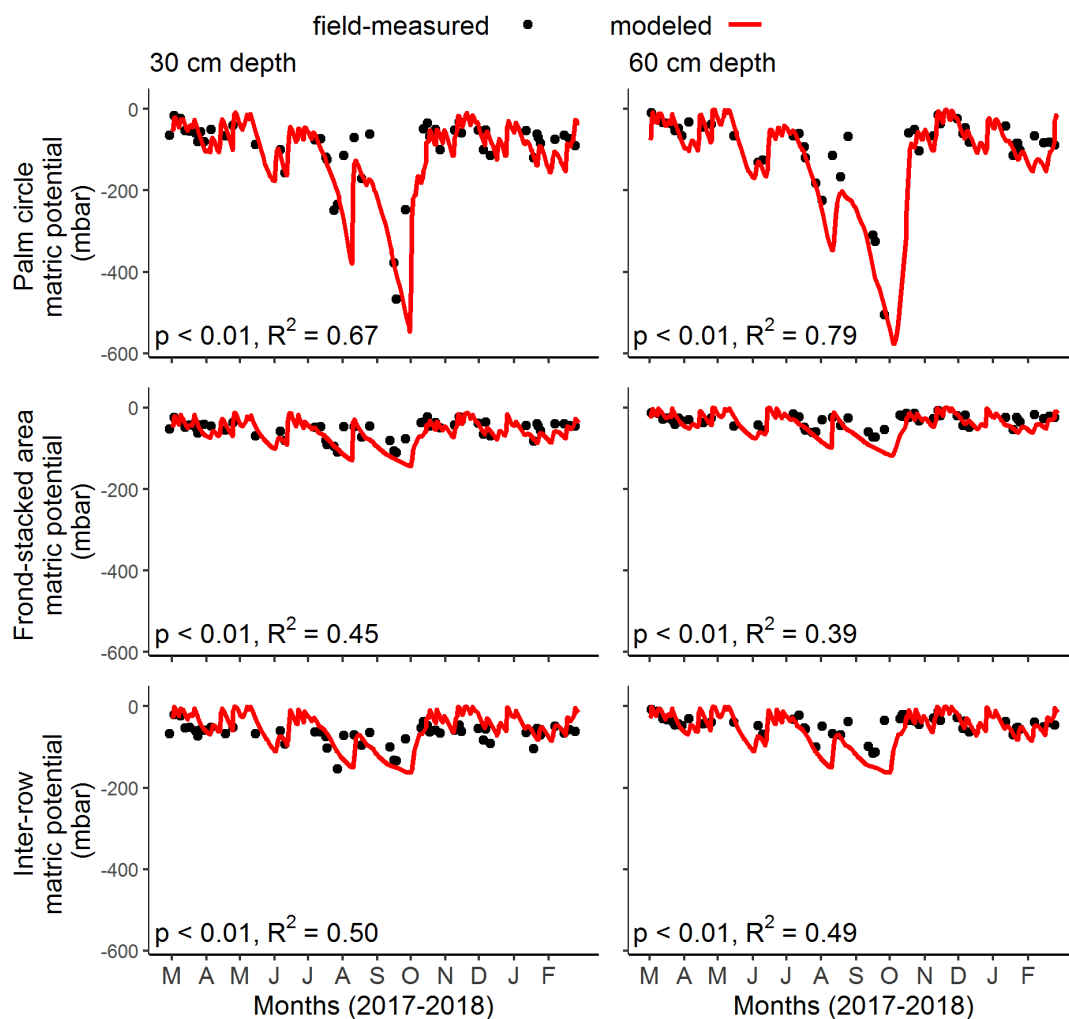 field-measured modeled
30 cm depth 60 cm depth
Palm circle
matric potential
(mbar)
0
-200
-400
-600
p < 0.01, R² = 0.67 p < 0.01, R² = 0.79
Frond-stacked area
matric potential
(mbar)
0
-200
-400
-600
p < 0.01, R² = 0.45 p < 0.01, R² = 0.39
Inter-row
matric potential
(mbar)
0
-200
-400
-600
p < 0.01, R² = 0.50 p < 0.01, R² = 0.49
M A M J J A S O N D J F M A M J J A S O N D J F
Months (2017-2018) Months (2017-2018)